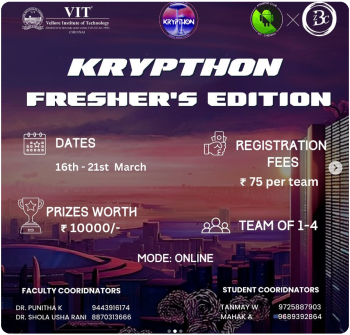 VIT
Vellore Institute of Technology
CHENNAI
KRYPTHON
KRYPTHON
FRESHER'S EDITION
DATES
16th - 21st March
REGISTRATION
FEES
₹ 75 per team
PRIZES WORTH
₹ 10000/-
TEAM OF 1-4
MODE: ONLINE
FACULTY COORIDNATORS
DR. PUNITHA K 9443916174
DR. SHOLA USHA RANI 8870313666
STUDENT COORIDNATORS
TANMAY W 9725887903
MAHAK A 9689392864